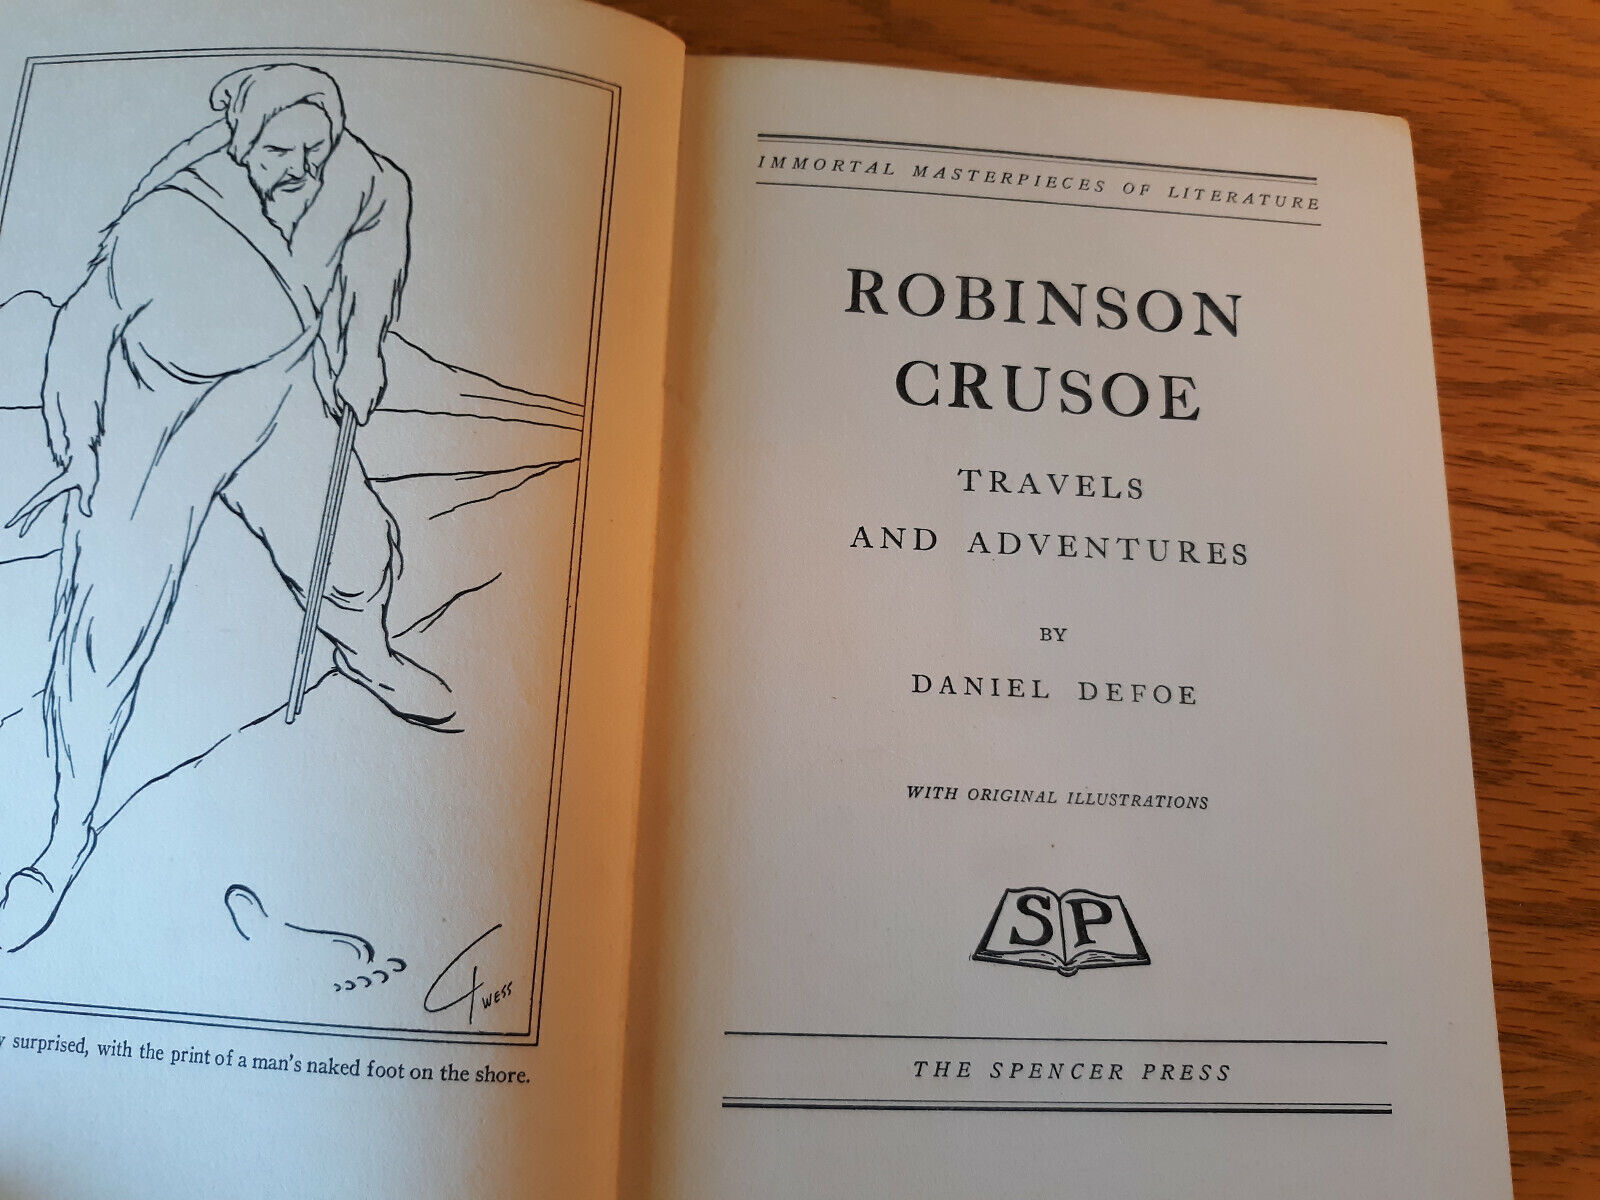 WESS
surprised, with the print of a man's naked foot on the shore.
IMMORTAL MASTERPIECES OF LITERATURE
ROBINSON
CRUSOE
TRAVELS
AND ADVENTURES
BY
DANIEL DEFOE
WITH ORIGINAL ILLUSTRATIONS
SP
THE SPENCER PRESS